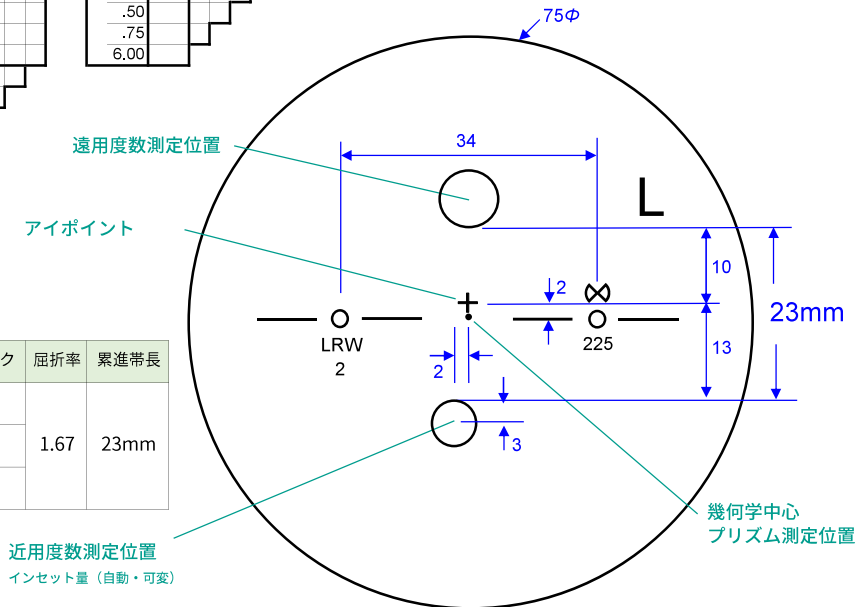 .50
.75
6.00
75Φ
34
遠用度数測定位置
L
アイポイント
10
2
23mm
LRW
2
225
2
13
ク 屈折率 累進帯長
1.67 23mm
3
幾何学中心
プリズム測定位置
近用度数測定位置
インセット量（自動・可変）